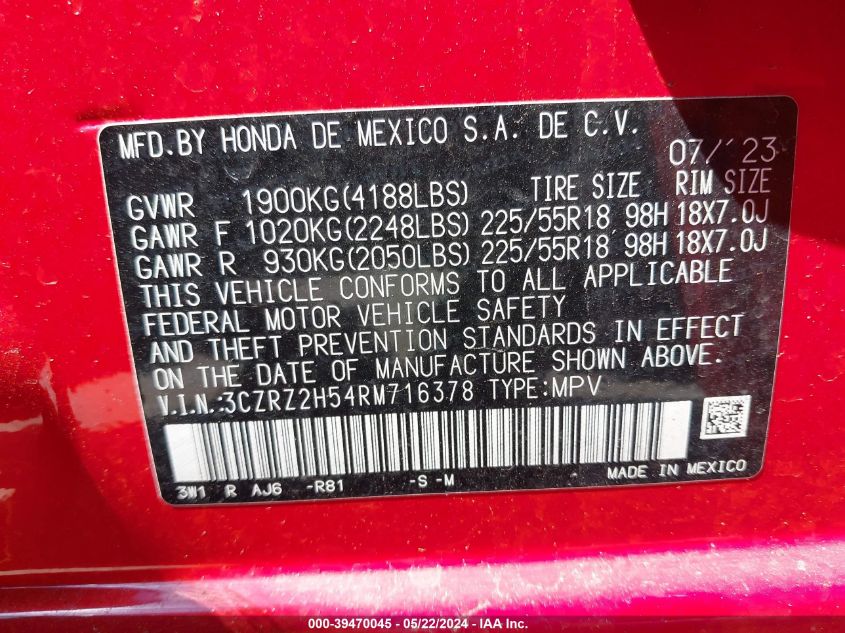 MFD.BY HONDA DE MEXICO S.A. DE C.V. 07/´23
GVWR 1900KG(4188LBS) TIRE SIZE RIM SIZE
GAWR F 1020KG(2248LBS) 225/55R18 98H 18X7.0J
GAWR R 930KG(2050LBS) 225/55R18 98H 18X7.0J
THIS VEHICLE CONFORMS TO ALL APPLICABLE
FEDERAL MOTOR VEHICLE SAFETY
AND THEFT PREVENTION STANDARDS IN EFFECT
ON THE DATE OF MANUFACTURE SHOWN ABOVE.
V.I.N.:3CZRZ2H54RM716378 TYPE:MPV
3W1 R AJ6 -R81 -S -M MADE IN MEXICO
000-39470045 / 05/22/2024 - IAA Inc.